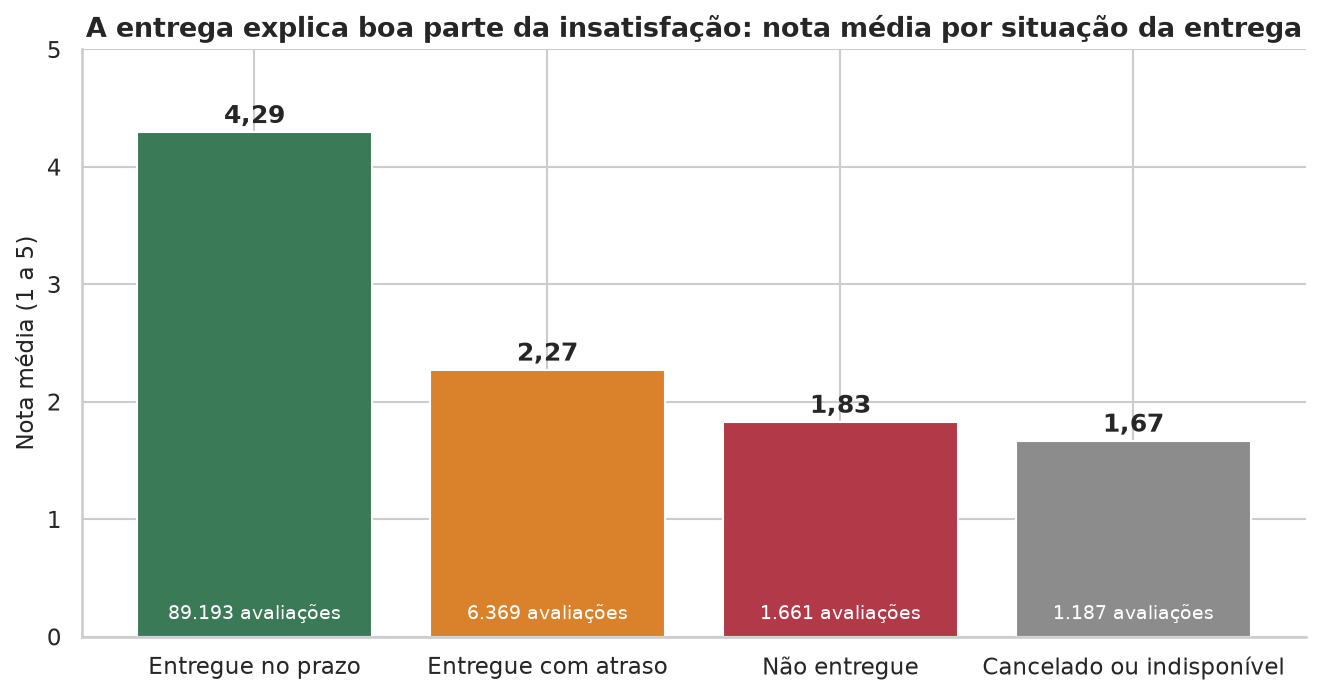 A entrega explica boa parte da insatisfação: nota média por situação da entrega
Nota média (1 a 5)
5
4
3
2
1
0
4,29
2,27
1,83
1,67
89.193 avaliações
6.369 avaliações
1.661 avaliações
1.187 avaliações
Entregue no prazo
Entregue com atraso
Não entregue
Cancelado ou indisponível